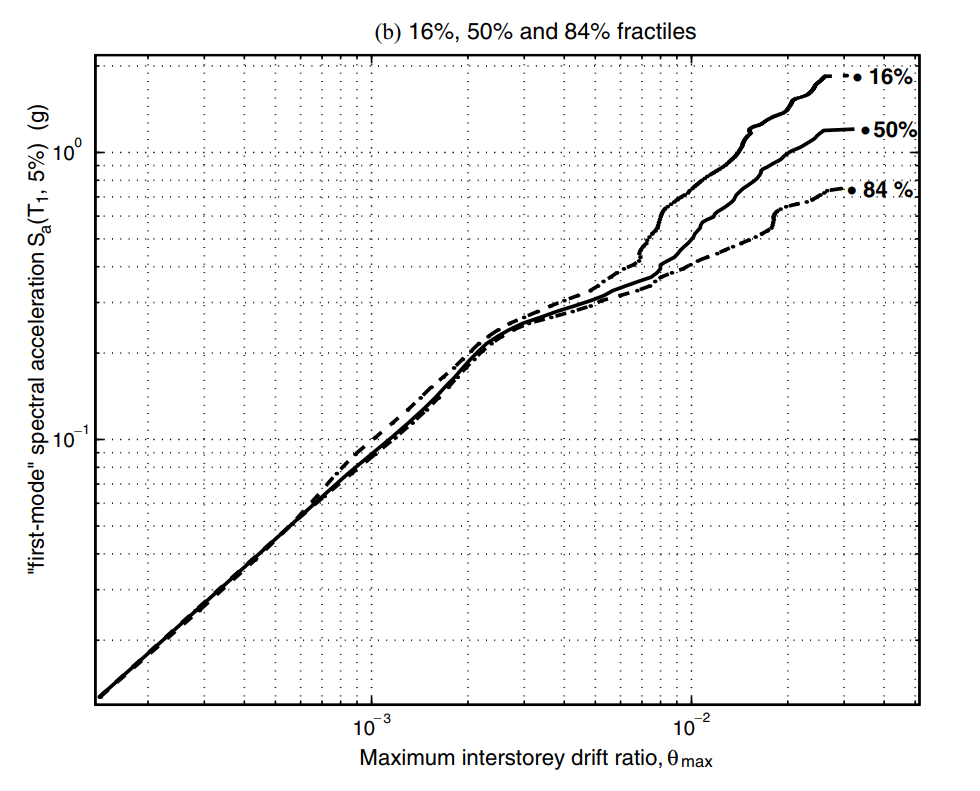 (b) 16%, 50% and 84% fractiles
"first-mode" spectral acceleration Sa(T1, 5%) (g)
10^0
10^-1
16%
50%
84 %
10^-3
10^-2
Maximum interstorey drift ratio, θmax